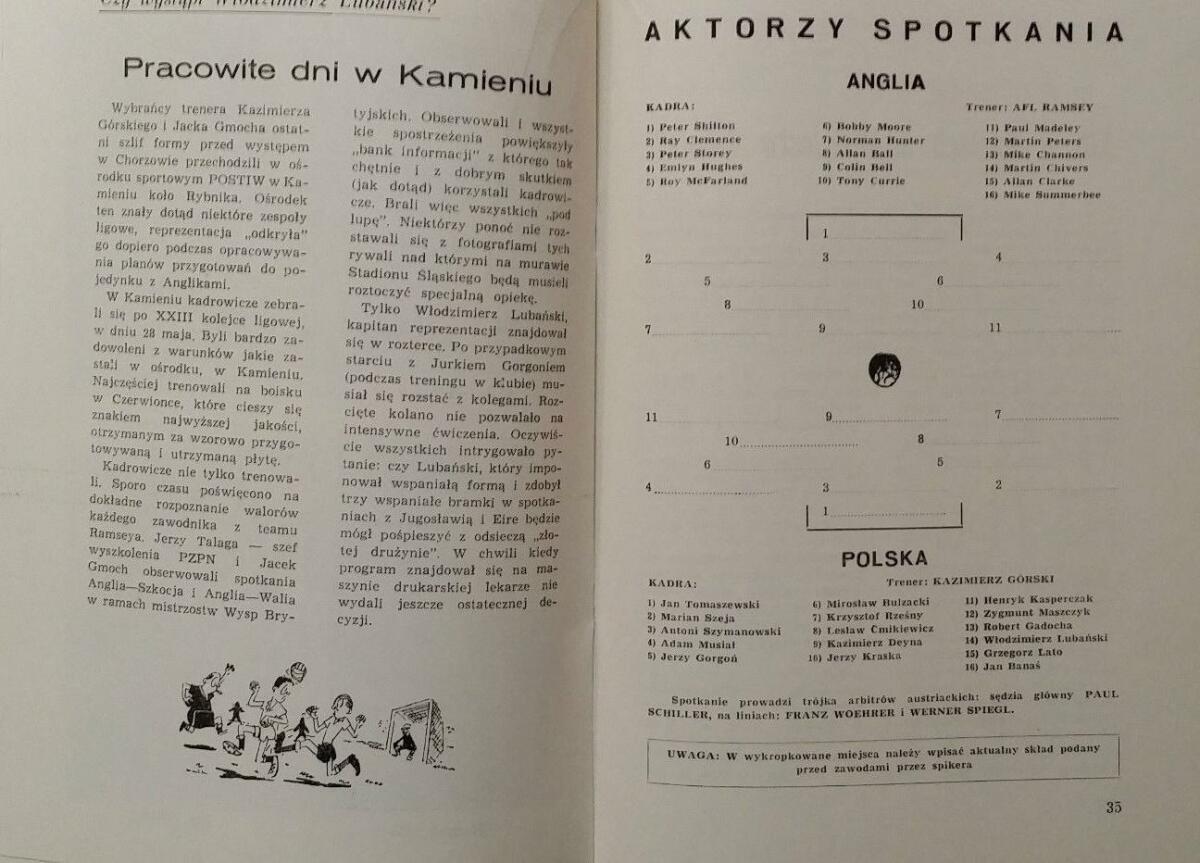 Czy wystąpi Włodzimierz Lubański?
Pracowite dni w Kamieniu
Wybrańcy trenera Kazimierza
Górskiego i Jacka Gmocha ostat-
ni szlif formy przed występem
w Chorzowie przechodzili w oś-
rodku sportowym POSTIW w Ka-
mieniu koło Rybnika. Ośrodek
ten znały dotąd niektóre zespoły
ligowe, reprezentacja „odkryła"
go dopiero podczas opracowywa-
nia planów przygotowań do po-
jedynku z Anglikami.
W Kamieniu kadrowicze zebra-
li się po XXIII kolejce ligowej,
w dniu 28 maja. Byli bardzo za-
dowoleni z warunków jakie za-
stali w ośrodku, w Kamieniu.
Najczęściej trenowali na boisku
w Czerwionce, które cieszy się
znakiem najwyższej jakości,
otrzymanym za wzorowo przygo-
towywaną i utrzymaną płytę.
Kadrowicze nie tylko trenowa-
li. Sporo czasu poświęcono na
dokładne rozpoznanie walorów
każdego zawodnika z teamu
Ramseya. Jerzy Talaga — szef
wyszkolenia PZPN i Jacek
Gmoch obserwowali spotkania
Anglia—Szkocja i Anglia—Walia
w ramach mistrzostw Wysp Bry-
tyjskich. Obserwowali i wszyst-
kie spostrzeżenia powiększyły
„bank informacji" z którego tak
chętnie i z dobrym skutkiem
(jak dotąd) korzystali kadrowi-
cze. Brali więc wszystkich „pod
lupę". Niektórzy ponoć nie roz-
stawali się z fotografiami tych
rywali nad którymi na murawie
Stadionu Śląskiego będą musieli
roztoczyć specjalną opiekę.
Tylko Włodzimierz Lubański,
kapitan reprezentacji znajdował
się w rozterce. Po przypadkowym
starciu z Jurkiem Gorgoniem
(podczas treningu w klubie) mu-
siał się rozstać z kolegami. Roz-
cięte kolano nie pozwalało na
intensywne ćwiczenia. Oczywiś-
cie wszystkich intrygowało py-
tanie: czy Lubański, który impo-
nował wspaniałą formą i zdobył
trzy wspaniałe bramki w spotka-
niach z Jugosławią i Eire będzie
mógł pośpieszyć z odsieczą „zło-
tej drużynie". W chwili kiedy
program znajdował się na ma-
szynie drukarskiej lekarze nie
wydali jeszcze ostatecznej de-
cyzji.
AKTORZY SPOTKANIA
ANGLIA
KADRA: Trener: AFL RAMSEY
1) Peter Shilton
2) Ray Clemence
3) Peter Storey
4) Emlyn Hughes
5) Roy McFarland
6) Bobby Moore
7) Norman Hunter
8) Allan Ball
9) Colin Bell
10) Tony Currie
11) Paul Madeley
12) Martin Peters
13) Mike Channon
14) Martin Chivers
15) Allan Clarke
16) Mike Summerbee
1
2 3 4
5 6
8 10
7 9 11
11 9 7
10 8
6 5
4 3 2
1
POLSKA
KADRA: Trener: KAZIMIERZ GÓRSKI
1) Jan Tomaszewski
2) Marian Szeja
3) Antoni Szymanowski
4) Adam Musiał
5) Jerzy Gorgoń
6) Mirosław Bulzacki
7) Krzysztof Rześny
8) Lesław Ćmikiewicz
9) Kazimierz Deyna
10) Jerzy Kraska
11) Henryk Kasperczak
12) Zygmunt Maszczyk
13) Robert Gadocha
14) Włodzimierz Lubański
15) Grzegorz Lato
16) Jan Banaś
Spotkanie prowadzi trójka arbitrów austriackich: sędzia główny PAUL
SCHILLER, na liniach: FRANZ WOEHRER i WERNER SPIEGL.
UWAGA: W wykropkowane miejsca należy wpisać aktualny skład podany
przed zawodami przez spikera
35